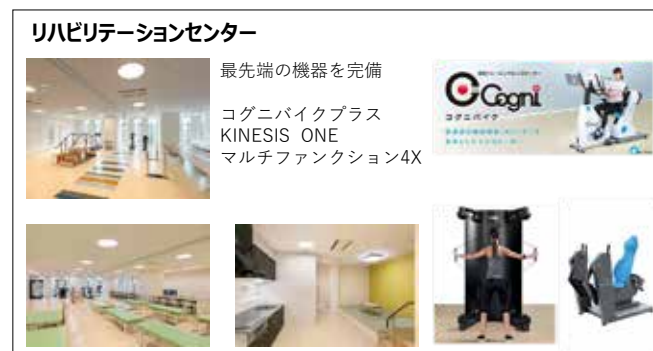 リハビリテーションセンター
最先端の機器を完備
コグニバイクプラス
KINESIS ONE
マルチファンクション4X
Cogni
コグニバイク